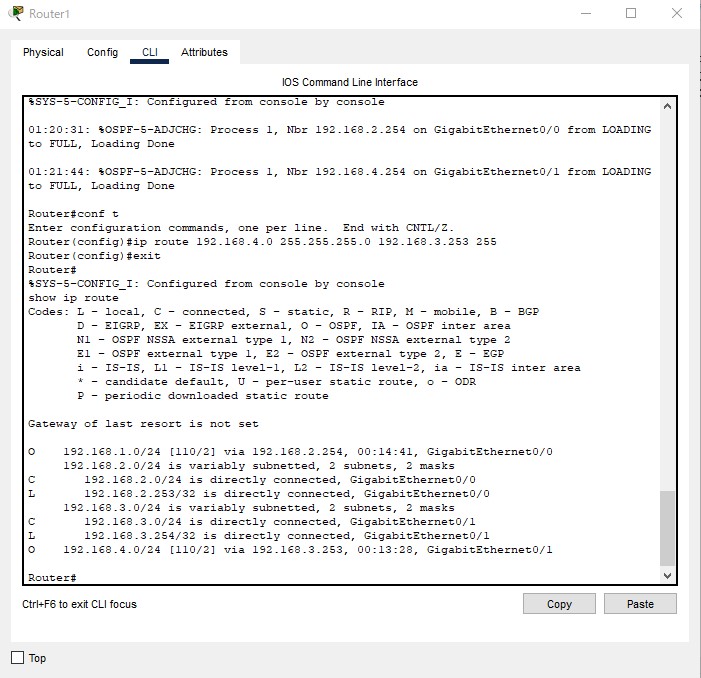 Router1
Physical Config CLI Attributes
IOS Command Line Interface
%SYS-5-CONFIG_I: Configured from console by console
01:20:31: %OSPF-5-ADJCHG: Process 1, Nbr 192.168.2.254 on GigabitEthernet0/0 from LOADING
to FULL, Loading Done
01:21:44: %OSPF-5-ADJCHG: Process 1, Nbr 192.168.4.254 on GigabitEthernet0/1 from LOADING
to FULL, Loading Done
Router#conf t
Enter configuration commands, one per line.  End with CNTL/Z.
Router(config)#ip route 192.168.4.0 255.255.255.0 192.168.3.253 255
Router(config)#exit
Router#
%SYS-5-CONFIG_I: Configured from console by console
show ip route
Codes: L - local, C - connected, S - static, R - RIP, M - mobile, B - BGP
       D - EIGRP, EX - EIGRP external, O - OSPF, IA - OSPF inter area
       N1 - OSPF NSSA external type 1, N2 - OSPF NSSA external type 2
       E1 - OSPF external type 1, E2 - OSPF external type 2, E - EGP
       i - IS-IS, L1 - IS-IS level-1, L2 - IS-IS level-2, ia - IS-IS inter area
       * - candidate default, U - per-user static route, o - ODR
       P - periodic downloaded static route
Gateway of last resort is not set
O    192.168.1.0/24 [110/2] via 192.168.2.254, 00:14:41, GigabitEthernet0/0
     192.168.2.0/24 is variably subnetted, 2 subnets, 2 masks
C       192.168.2.0/24 is directly connected, GigabitEthernet0/0
L       192.168.2.253/32 is directly connected, GigabitEthernet0/0
     192.168.3.0/24 is variably subnetted, 2 subnets, 2 masks
C       192.168.3.0/24 is directly connected, GigabitEthernet0/1
L       192.168.3.254/32 is directly connected, GigabitEthernet0/1
O    192.168.4.0/24 [110/2] via 192.168.3.253, 00:13:28, GigabitEthernet0/1
Router#
Ctrl+F6 to exit CLI focus
Copy Paste
Top